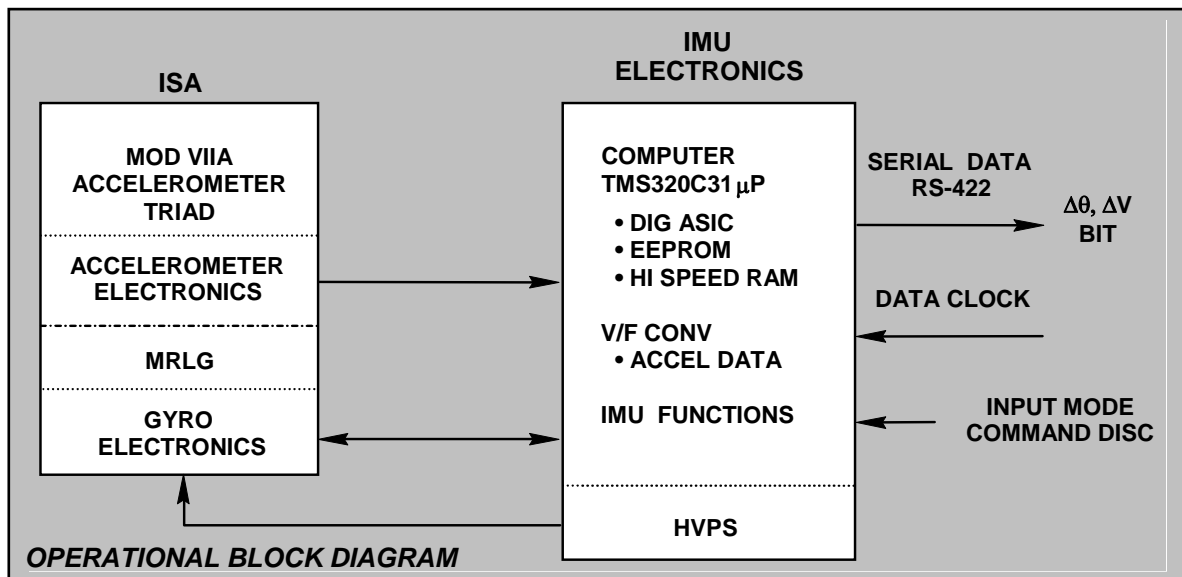 ISA
MOD VIIA
ACCELEROMETER
TRIAD
ACCELEROMETER
ELECTRONICS
MRLG
GYRO
ELECTRONICS
IMU
ELECTRONICS
COMPUTER
TMS320C31 μP
• DIG ASIC
• EEPROM
• HI SPEED RAM
V/F CONV
• ACCEL DATA
IMU FUNCTIONS
HVPS
SERIAL DATA
RS-422
Δθ, ΔV
BIT
DATA CLOCK
INPUT MODE
COMMAND DISC
OPERATIONAL BLOCK DIAGRAM